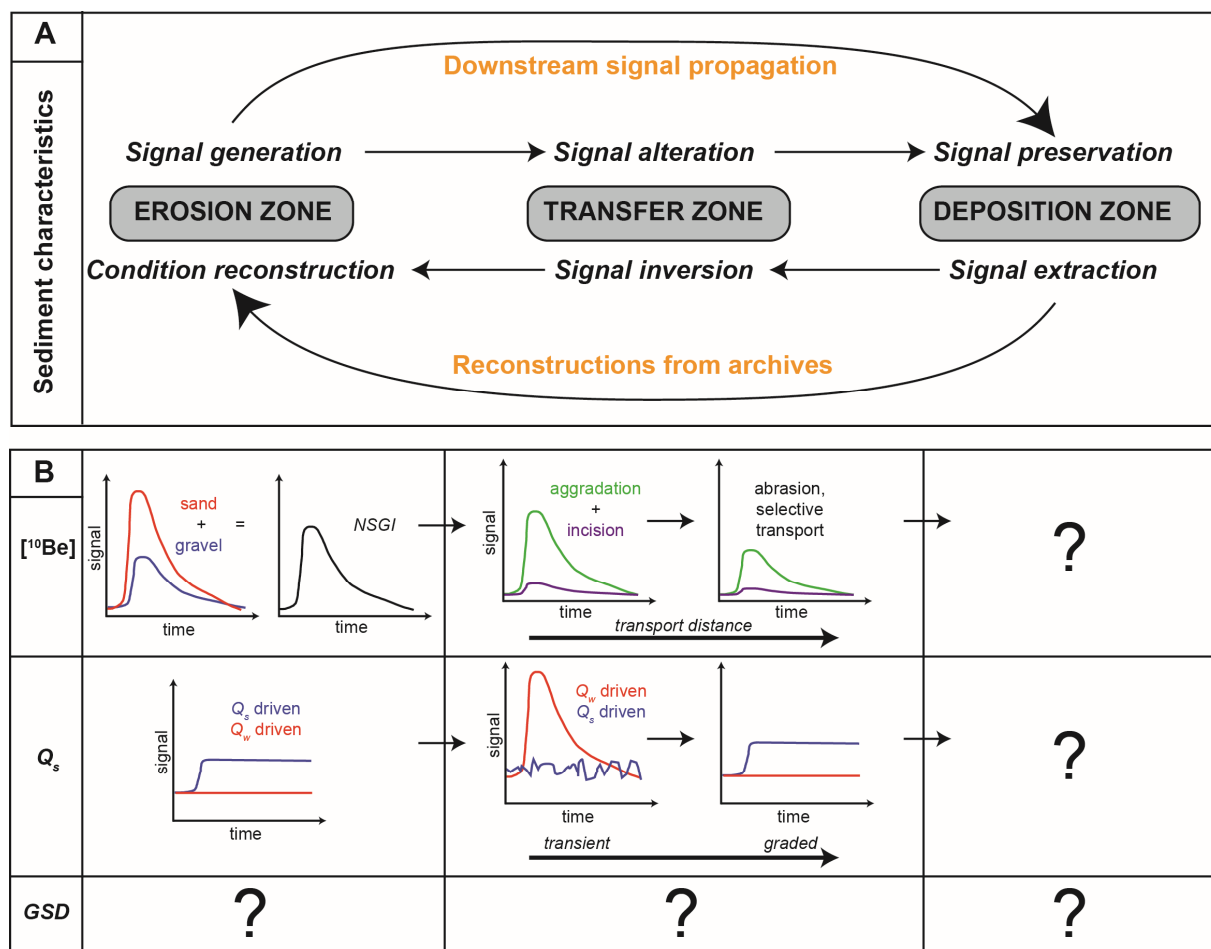 A
Sediment characteristics
Downstream signal propagation
Signal generation
Signal alteration
Signal preservation
EROSION ZONE
TRANSFER ZONE
DEPOSITION ZONE
Condition reconstruction
Signal inversion
Signal extraction
Reconstructions from archives
B
[¹⁰Be]
signal
sand
+
gravel
=
time
NSGI
time
signal
aggradation
+
incision
time
abrasion,
selective
transport
time
transport distance
?
Qs
signal
Qs driven
Qw driven
time
signal
Qw driven
Qs driven
time
signal
time
transient
graded
?
GSD
?
?
?